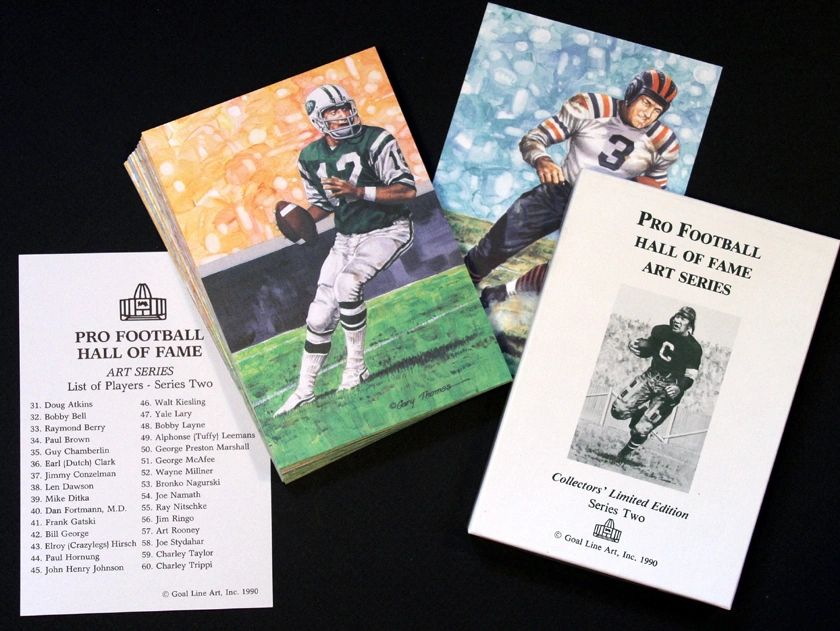 PRO FOOTBALL
HALL OF FAME
ART SERIES
List of Players - Series Two
31. Doug Atkins
32. Bobby Bell
33. Raymond Berry
34. Paul Brown
35. Guy Chamberlin
36. Earl (Dutch) Clark
37. Jimmy Conzelman
38. Len Dawson
39. Mike Ditka
40. Dan Fortmann, M.D.
41. Frank Gatski
42. Bill George
43. Elroy (Crazylegs) Hirsch
44. Paul Hornung
45. John Henry Johnson
46. Walt Kiesling
47. Yale Lary
48. Bobby Layne
49. Alphonse (Tuffy) Leemans
50. George Preston Marshall
51. George McAfee
52. Wayne Millner
53. Bronko Nagurski
54. Joe Namath
55. Ray Nitschke
56. Jim Ringo
57. Art Rooney
58. Joe Stydahar
59. Charley Taylor
60. Charley Trippi
© Goal Line Art, Inc. 1990
12
12
©Gary Thomas
3
PRO FOOTBALL
HALL OF FAME
ART SERIES
C
Collectors' Limited Edition
Series Two
© Goal Line Art, Inc. 1990